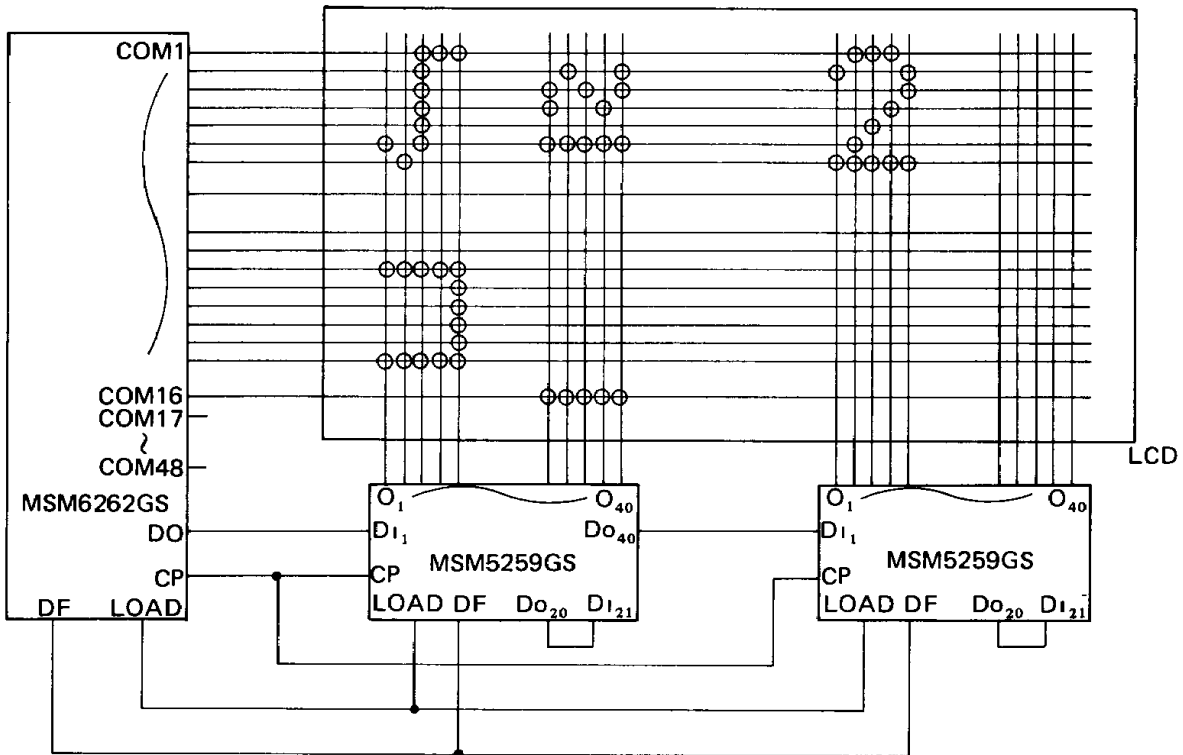 COM1
COM16
COM17
~
COM48
LCD
MSM6262GS
DO
CP
DF LOAD
O₁ O₄₀
DI₁ DO₄₀
MSM5259GS
CP
LOAD DF DO₂₀ DI₂₁
O₁ O₄₀
DI₁
MSM5259GS
CP
LOAD DF DO₂₀ DI₂₁